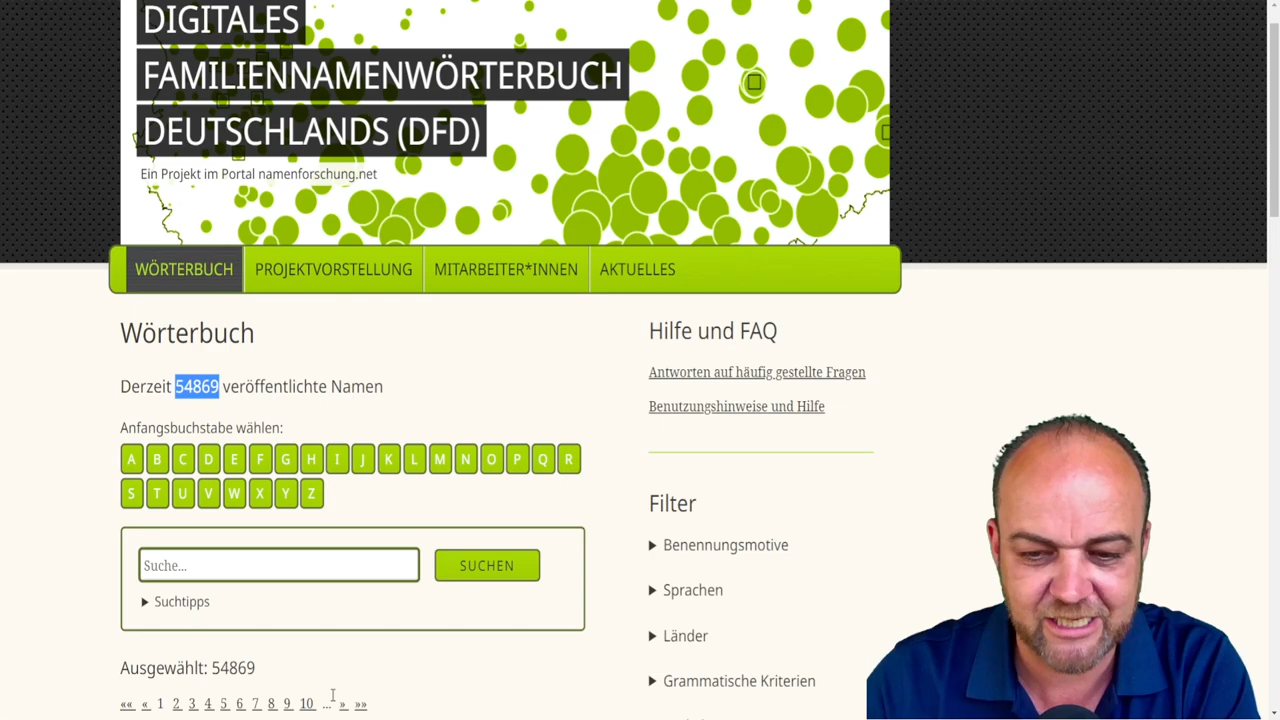 DIGITALES
FAMILIENNAMENWÖRTERBUCH
DEUTSCHLANDS (DFD)
Ein Projekt im Portal namenforschung.net
WÖRTERBUCH PROJEKTVORSTELLUNG MITARBEITER*INNEN AKTUELLES
Wörterbuch
Derzeit 54869 veröffentlichte Namen
Anfangsbuchstabe wählen:
A B C D E F G H I J K L M N O P Q R
S T U V W X Y Z
Suche... SUCHEN
Suchtipps
Ausgewählt: 54869
«« « 1 2 3 4 5 6 7 8 9 10 ... » »»
Hilfe und FAQ
Antworten auf häufig gestellte Fragen
Benutzungshinweise und Hilfe
Filter
Benennungsmotive
Sprachen
Länder
Grammatische Kriterien